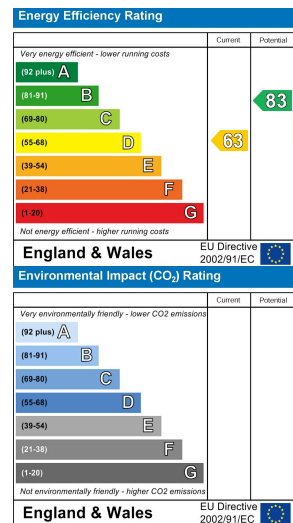 Energy Efficiency Rating
Current Potential
Very energy efficient - lower running costs
(92 plus) A
(81-91) B
(69-80) C
(55-68) D
(39-54) E
(21-38) F
(1-20) G
83
63
Not energy efficient - higher running costs
England & Wales
EU Directive
2002/91/EC
Environmental Impact (CO₂) Rating
Current Potential
Very environmentally friendly - lower CO2 emissions
(92 plus) A
(81-91) B
(69-80) C
(55-68) D
(39-54) E
(21-38) F
(1-20) G
Not environmentally friendly - higher CO2 emissions
England & Wales
EU Directive
2002/91/EC